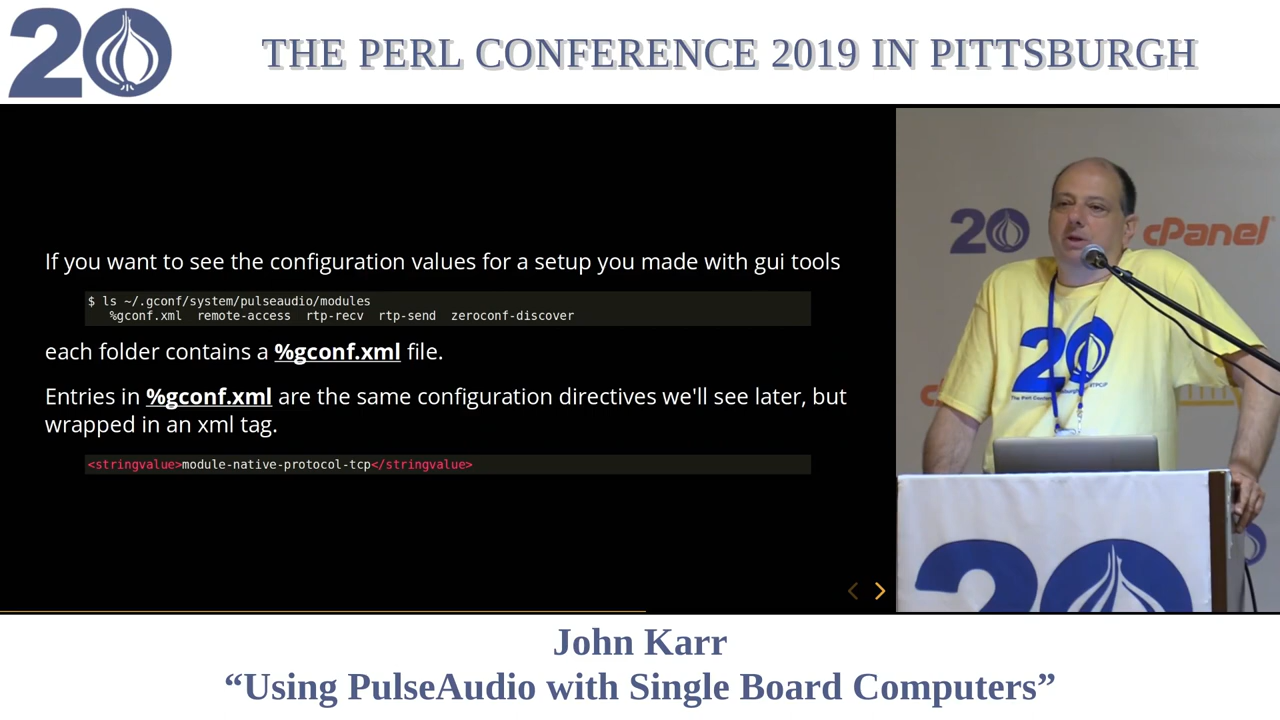 20
THE PERL CONFERENCE 2019 IN PITTSBURGH
If you want to see the configuration values for a setup you made with gui tools
$ ls ~/.gconf/system/pulseaudio/modules
%gconf.xml remote-access rtp-recv rtp-send zeroconf-discover
each folder contains a %gconf.xml file.
Entries in %gconf.xml are the same configuration directives we'll see later, but
wrapped in an xml tag.
<stringvalue>module-native-protocol-tcp</stringvalue>
20
cPanel
20
The Perl
20
John Karr
“Using PulseAudio with Single Board Computers”